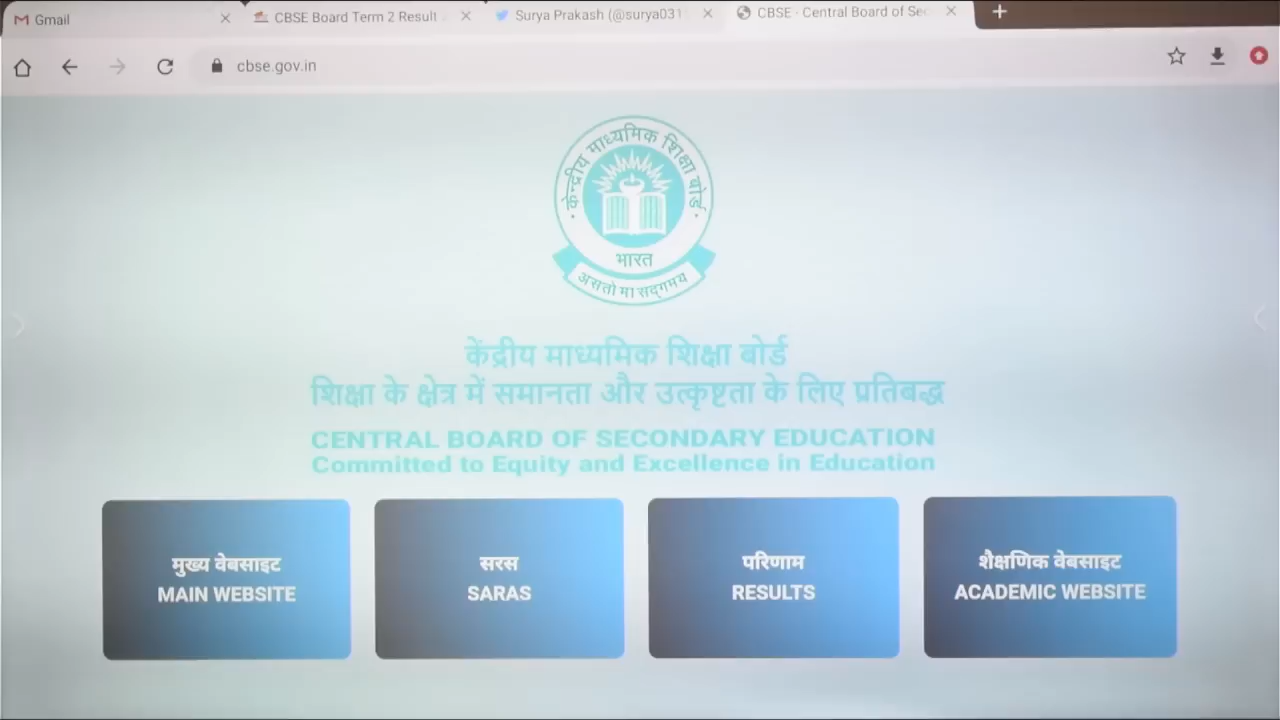 Gmail
CBSE Board Term 2 Result
Surya Prakash (@surya031
CBSE - Central Board of Sec
cbse.gov.in
केन्द्रीय माध्यमिक शिक्षा बोर्ड
भारत
असतो मा सद्गमय
केंद्रीय माध्यमिक शिक्षा बोर्ड
शिक्षा के क्षेत्र में समानता और उत्कृष्टता के लिए प्रतिबद्ध
CENTRAL BOARD OF SECONDARY EDUCATION
Committed to Equity and Excellence in Education
मुख्य वेबसाइट
MAIN WEBSITE
सरस
SARAS
परिणाम
RESULTS
शैक्षणिक वेबसाइट
ACADEMIC WEBSITE